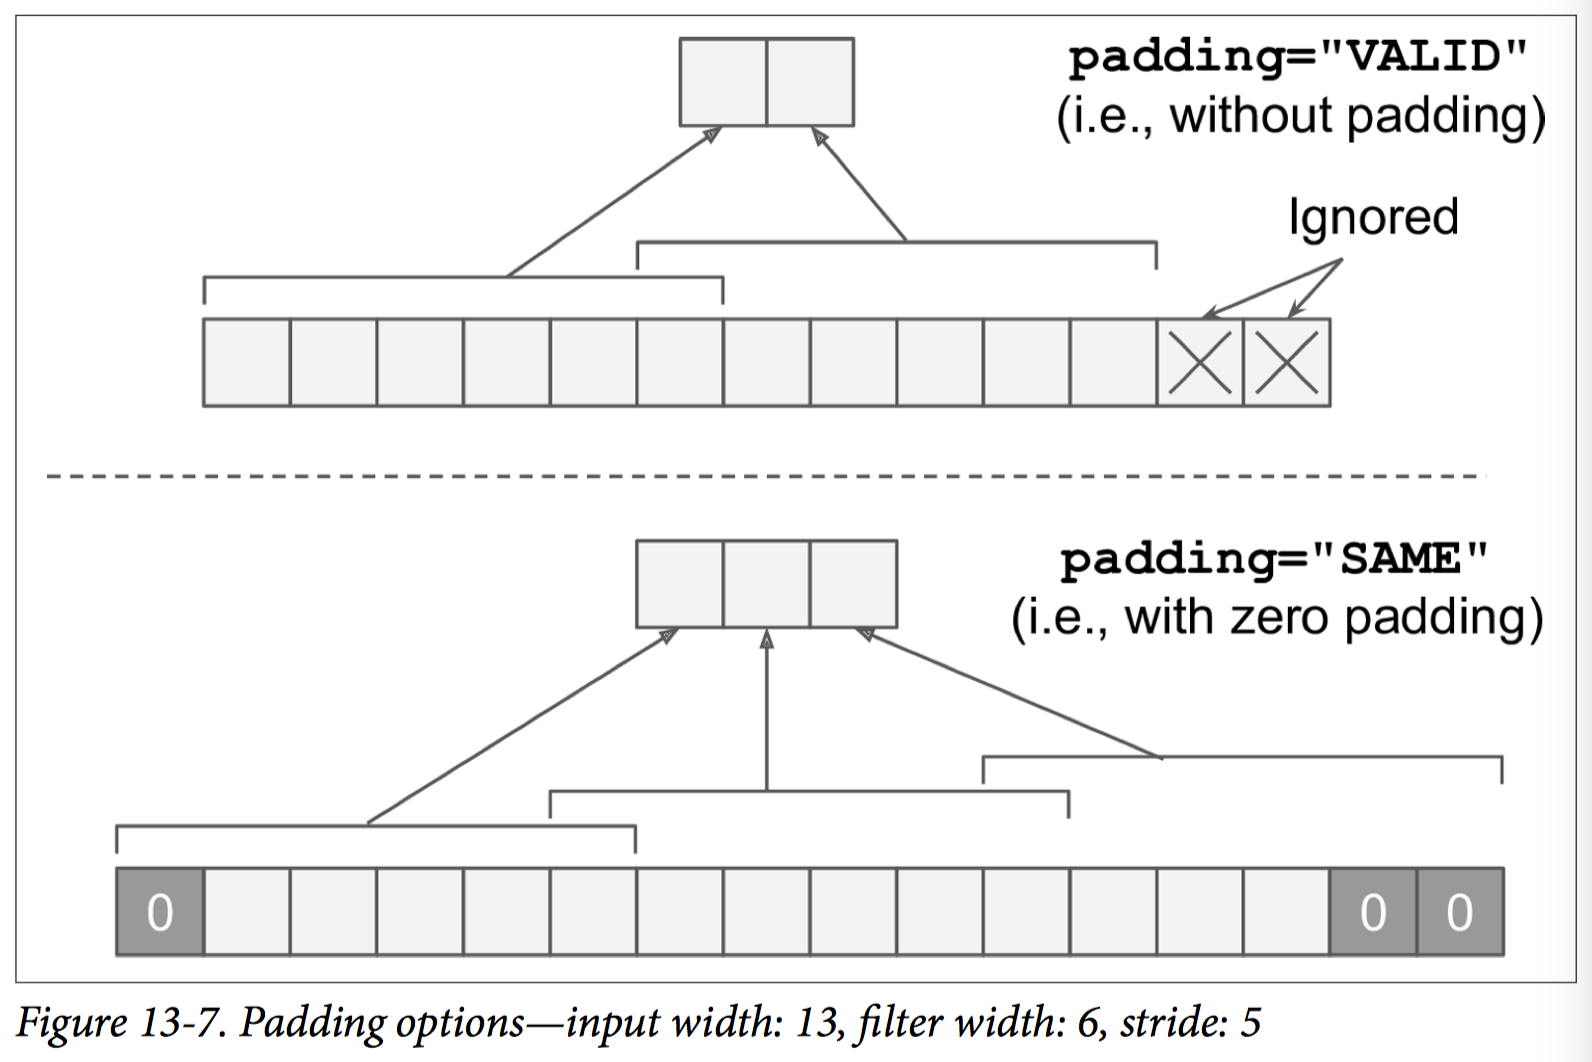 padding="VALID"
(i.e., without padding)
Ignored
padding="SAME"
(i.e., with zero padding)
0 0 0
Figure 13-7. Padding options—input width: 13, filter width: 6, stride: 5